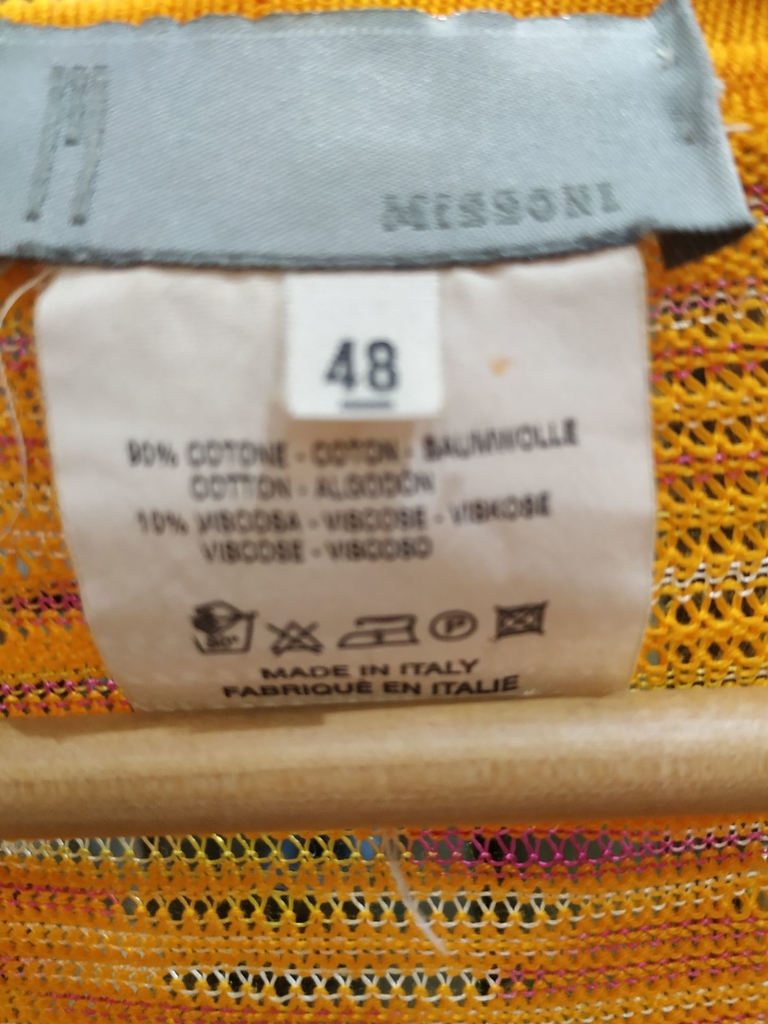 MISSONI
48
90% COTONE - COTON - BAUMWOLLE
COTTON - ALGODÓN
10% VISCOSA - VISCOSE - VISKOSE
VISCOSE - VISCOSO
30°
P
MADE IN ITALY
FABRIQUÉ EN ITALIE